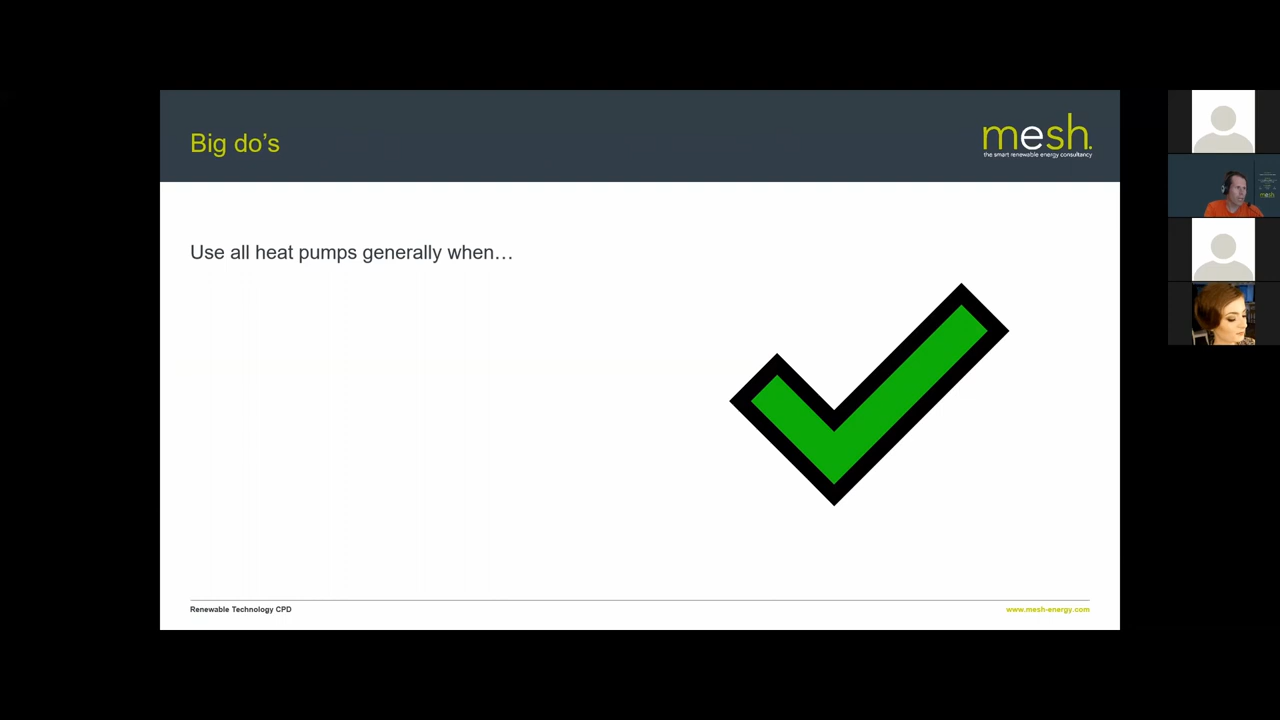 Big do's
mesh.
the smart renewable energy consultancy
Use all heat pumps generally when…
Renewable Technology CPD
www.mesh-energy.com
mesh